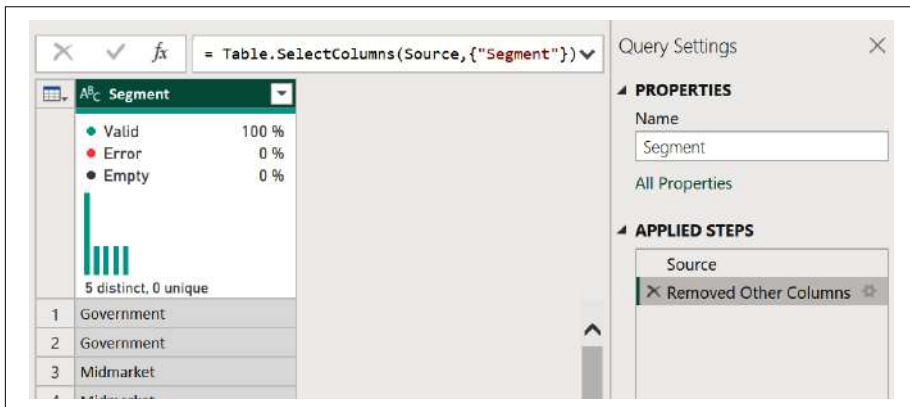 fx = Table.SelectColumns(Source,{"Segment"})
Query Settings
PROPERTIES
Name
Segment
All Properties
APPLIED STEPS
Source
Removed Other Columns
ABC Segment
Valid 100 %
Error 0 %
Empty 0 %
5 distinct, 0 unique
1 Government
2 Government
3 Midmarket